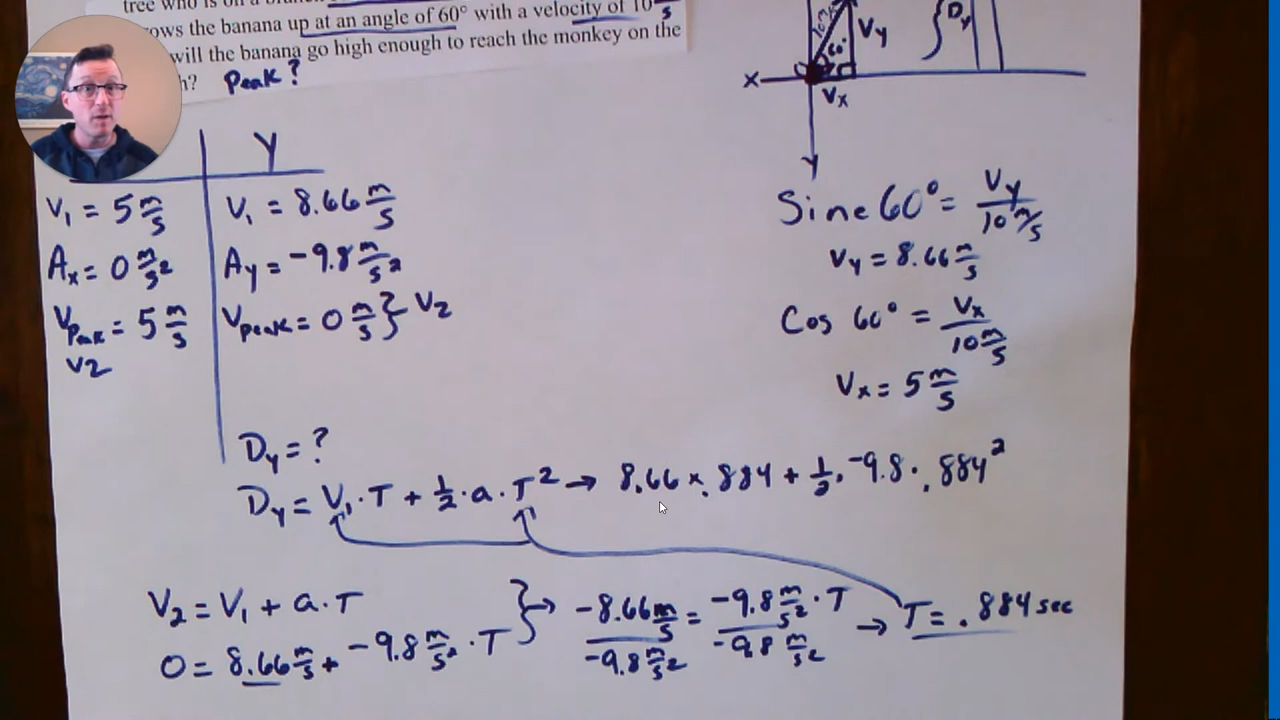 tree who is on a
ows the banana up at an angle of 60° with a velocity of 10 s
will the banana go high enough to reach the monkey on the
h? Peak?
10 m 60° Vy } Dy
X
Vx
Y
Y
V₁ = 5 m/s V₁ = 8.66 m/s
Ax = 0 m/s² Ay = -9.8 m/s²
Vpeak = 5 m/s Vpeak = 0 m/s } V2
V2
Sine 60° = Vy/10 m/s
Vy = 8.66 m/s
Cos 60° = Vx/10 m/s
Vx = 5 m/s
Dy = ?
Dy = V₁ · T + 1/2 · a · T² → 8.66 × .884 + 1/2 · -9.8 · .884²
V2 = V₁ + a · T
0 = 8.66 m/s + -9.8 m/s² · T } → -8.66 m/s / -9.8 m/s² = -9.8 m/s² · T / -9.8 m/s² → T = .884 sec